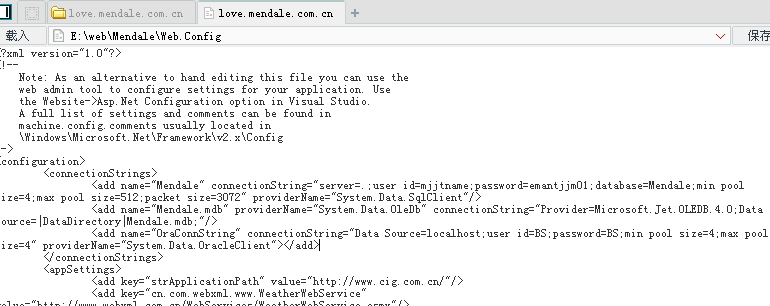 love.mendale.com.cn
love.mendale.com.cn
载入
E:\web\Mendale\Web.Config
保存
?xml version="1.0"?>
!--
Note: As an alternative to hand editing this file you can use the
web admin tool to configure settings for your application. Use
the Website->Asp.Net Configuration option in Visual Studio.
A full list of settings and comments can be found in
machine.config.comments usually located in
\Windows\Microsoft.Net\Framework\v2.x\Config
->
configuration>
<connectionStrings>
<add name="Mendale" connectionString="server=.;user id=mjjtname;password=emantjjm01;database=Mendale;min pool
size=4;max pool size=512;packet size=3072" providerName="System.Data.SqlClient"/>
<add name="Mendale.mdb" providerName="System.Data.OleDb" connectionString="Provider=Microsoft.Jet.OLEDB.4.0;Data
ource=|DataDirectory|Mendale.mdb;"/>
<add name="OraConnString" connectionString="Data Source=localhost;user id=BS;password=BS;min pool size=4;max pool
size=4" providerName="System.Data.OracleClient"></add>
</connectionStrings>
<appSettings>
<add key="strApplicationPath" value="http://www.cig.com.cn/"/>
<add key="cn.com.webxml.www.WeatherWebService"
value="http://www.webxml.com.cn/WebServices/WeatherWebService.asmx"/>